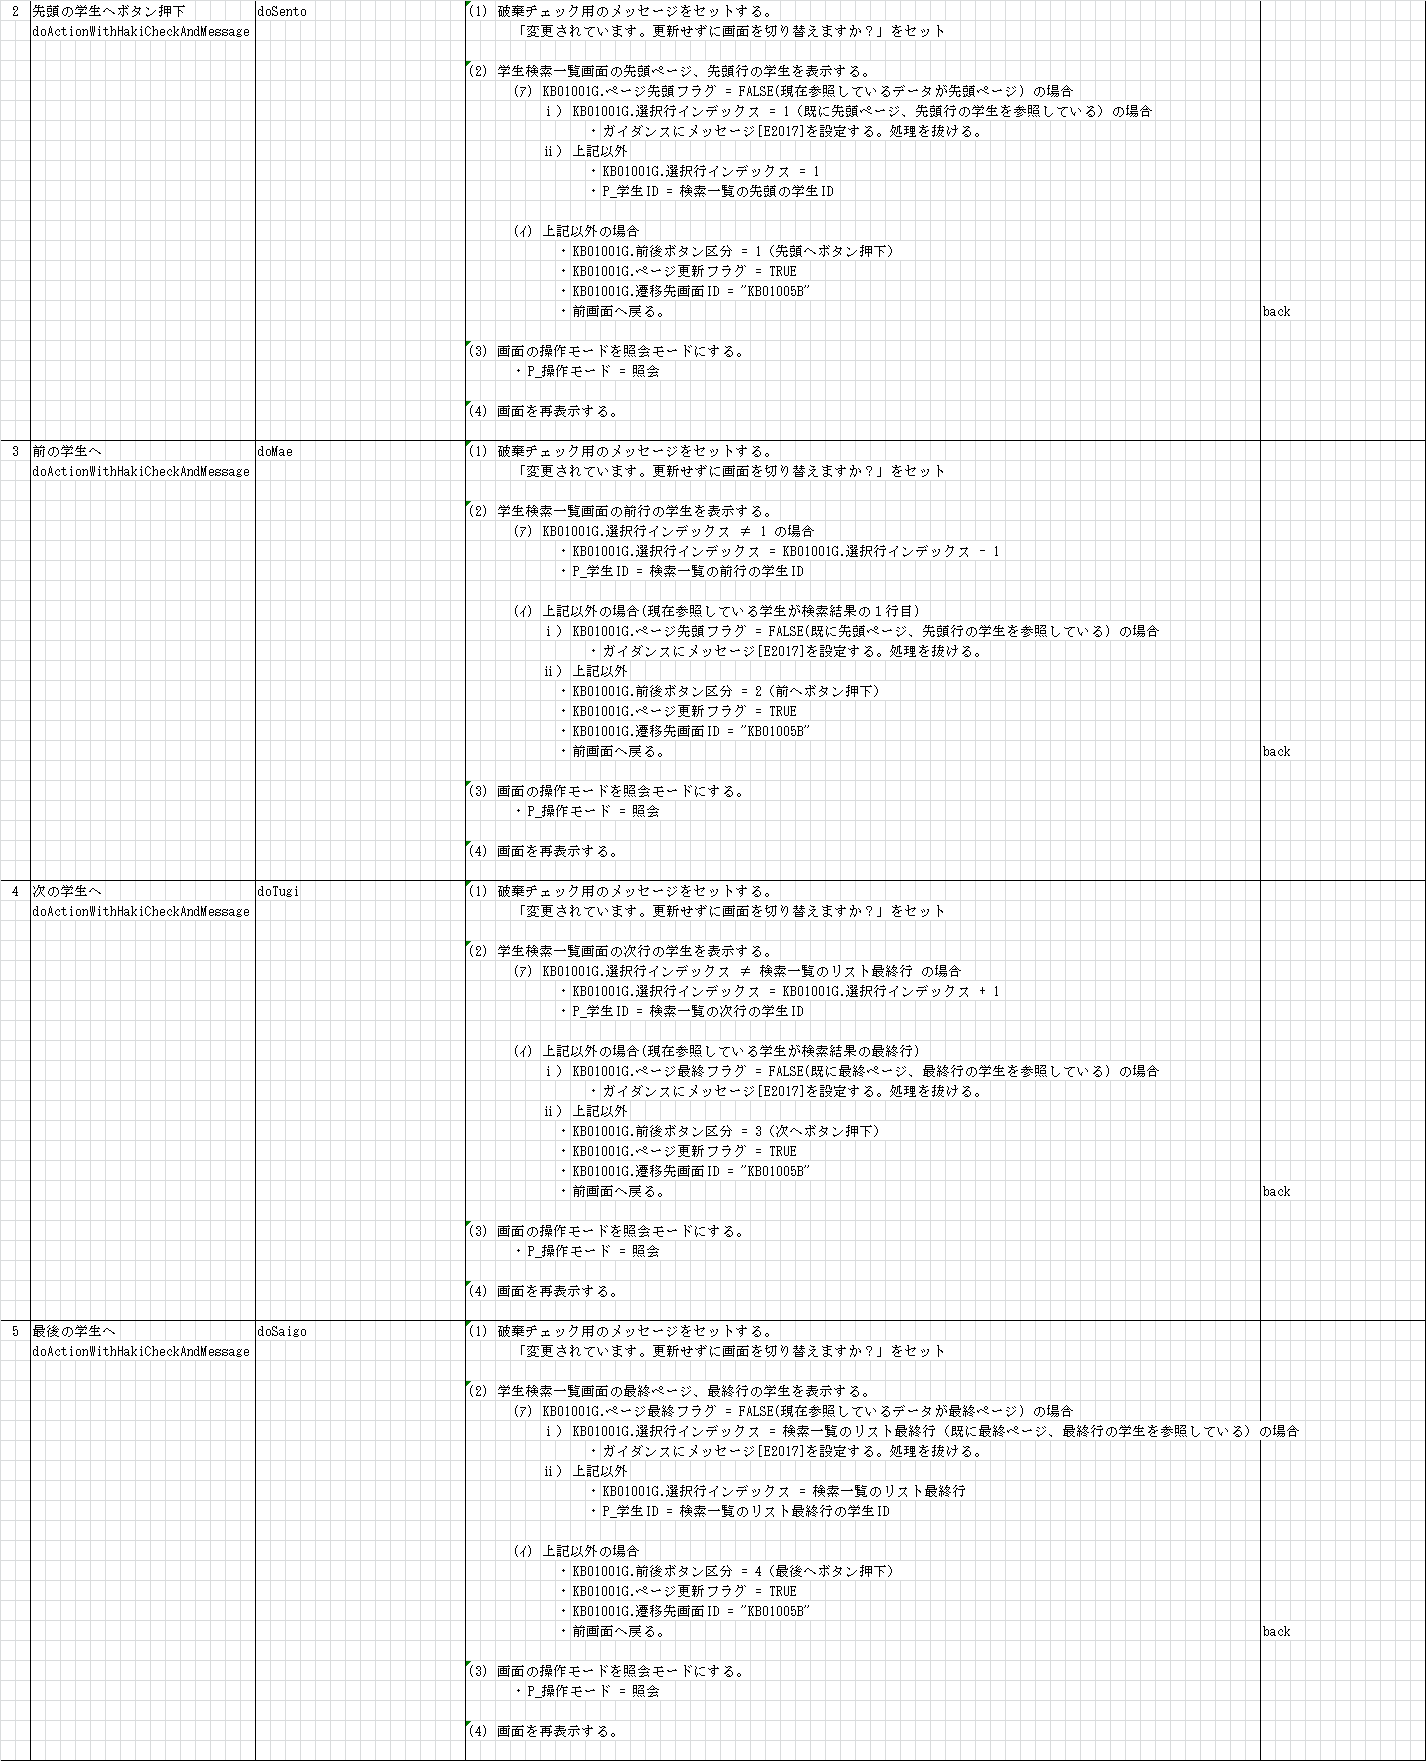 2 先頭の学生へボタン押下 doSento (1) 破棄チェック用のメッセージをセットする。
doActionWithHakiCheckAndMessage 「変更されています。更新せずに画面を切り替えますか？」をセット
(2) 学生検索一覧画面の先頭ページ、先頭行の学生を表示する。
(ア) KB01001G.ページ先頭フラグ = FALSE(現在参照しているデータが先頭ページ) の場合
ⅰ) KB01001G.選択行インデックス = 1 (既に先頭ページ、先頭行の学生を参照している) の場合
・ガイダンスにメッセージ[E2017]を設定する。処理を抜ける。
ⅱ) 上記以外
・KB01001G.選択行インデックス = 1
・P_学生ID = 検索一覧の先頭の学生ID
(イ) 上記以外の場合
・KB01001G.前後ボタン区分 = 1 (先頭へボタン押下)
・KB01001G.ページ更新フラグ = TRUE
・KB01001G.遷移先画面ID = "KB01005B"
・前画面へ戻る。 back
(3) 画面の操作モードを照会モードにする。
・P_操作モード = 照会
(4) 画面を再表示する。
3 前の学生へ doMae (1) 破棄チェック用のメッセージをセットする。
doActionWithHakiCheckAndMessage 「変更されています。更新せずに画面を切り替えますか？」をセット
(2) 学生検索一覧画面の前行の学生を表示する。
(ア) KB01001G.選択行インデックス ≠ 1 の場合
・KB01001G.選択行インデックス = KB01001G.選択行インデックス - 1
・P_学生ID = 検索一覧の前行の学生ID
(イ) 上記以外の場合(現在参照している学生が検索結果の１行目)
ⅰ) KB01001G.ページ先頭フラグ = FALSE(既に先頭ページ、先頭行の学生を参照している) の場合
・ガイダンスにメッセージ[E2017]を設定する。処理を抜ける。
ⅱ) 上記以外
・KB01001G.前後ボタン区分 = 2 (前へボタン押下)
・KB01001G.ページ更新フラグ = TRUE
・KB01001G.遷移先画面ID = "KB01005B"
・前画面へ戻る。 back
(3) 画面の操作モードを照会モードにする。
・P_操作モード = 照会
(4) 画面を再表示する。
4 次の学生へ doTugi (1) 破棄チェック用のメッセージをセットする。
doActionWithHakiCheckAndMessage 「変更されています。更新せずに画面を切り替えますか？」をセット
(2) 学生検索一覧画面の次行の学生を表示する。
(ア) KB01001G.選択行インデックス ≠ 検索一覧のリスト最終行 の場合
・KB01001G.選択行インデックス = KB01001G.選択行インデックス + 1
・P_学生ID = 検索一覧の次行の学生ID
(イ) 上記以外の場合(現在参照している学生が検索結果の最終行)
ⅰ) KB01001G.ページ最終フラグ = FALSE(既に最終ページ、最終行の学生を参照している) の場合
・ガイダンスにメッセージ[E2017]を設定する。処理を抜ける。
ⅱ) 上記以外
・KB01001G.前後ボタン区分 = 3 (次へボタン押下)
・KB01001G.ページ更新フラグ = TRUE
・KB01001G.遷移先画面ID = "KB01005B"
・前画面へ戻る。 back
(3) 画面の操作モードを照会モードにする。
・P_操作モード = 照会
(4) 画面を再表示する。
5 最後の学生へ doSaigo (1) 破棄チェック用のメッセージをセットする。
doActionWithHakiCheckAndMessage 「変更されています。更新せずに画面を切り替えますか？」をセット
(2) 学生検索一覧画面の最終ページ、最終行の学生を表示する。
(ア) KB01001G.ページ最終フラグ = FALSE(現在参照しているデータが最終ページ) の場合
ⅰ) KB01001G.選択行インデックス = 検索一覧のリスト最終行 (既に最終ページ、最終行の学生を参照している) の場合
・ガイダンスにメッセージ[E2017]を設定する。処理を抜ける。
ⅱ) 上記以外
・KB01001G.選択行インデックス = 検索一覧のリスト最終行
・P_学生ID = 検索一覧のリスト最終行の学生ID
(イ) 上記以外の場合
・KB01001G.前後ボタン区分 = 4 (最後へボタン押下)
・KB01001G.ページ更新フラグ = TRUE
・KB01001G.遷移先画面ID = "KB01005B"
・前画面へ戻る。 back
(3) 画面の操作モードを照会モードにする。
・P_操作モード = 照会
(4) 画面を再表示する。